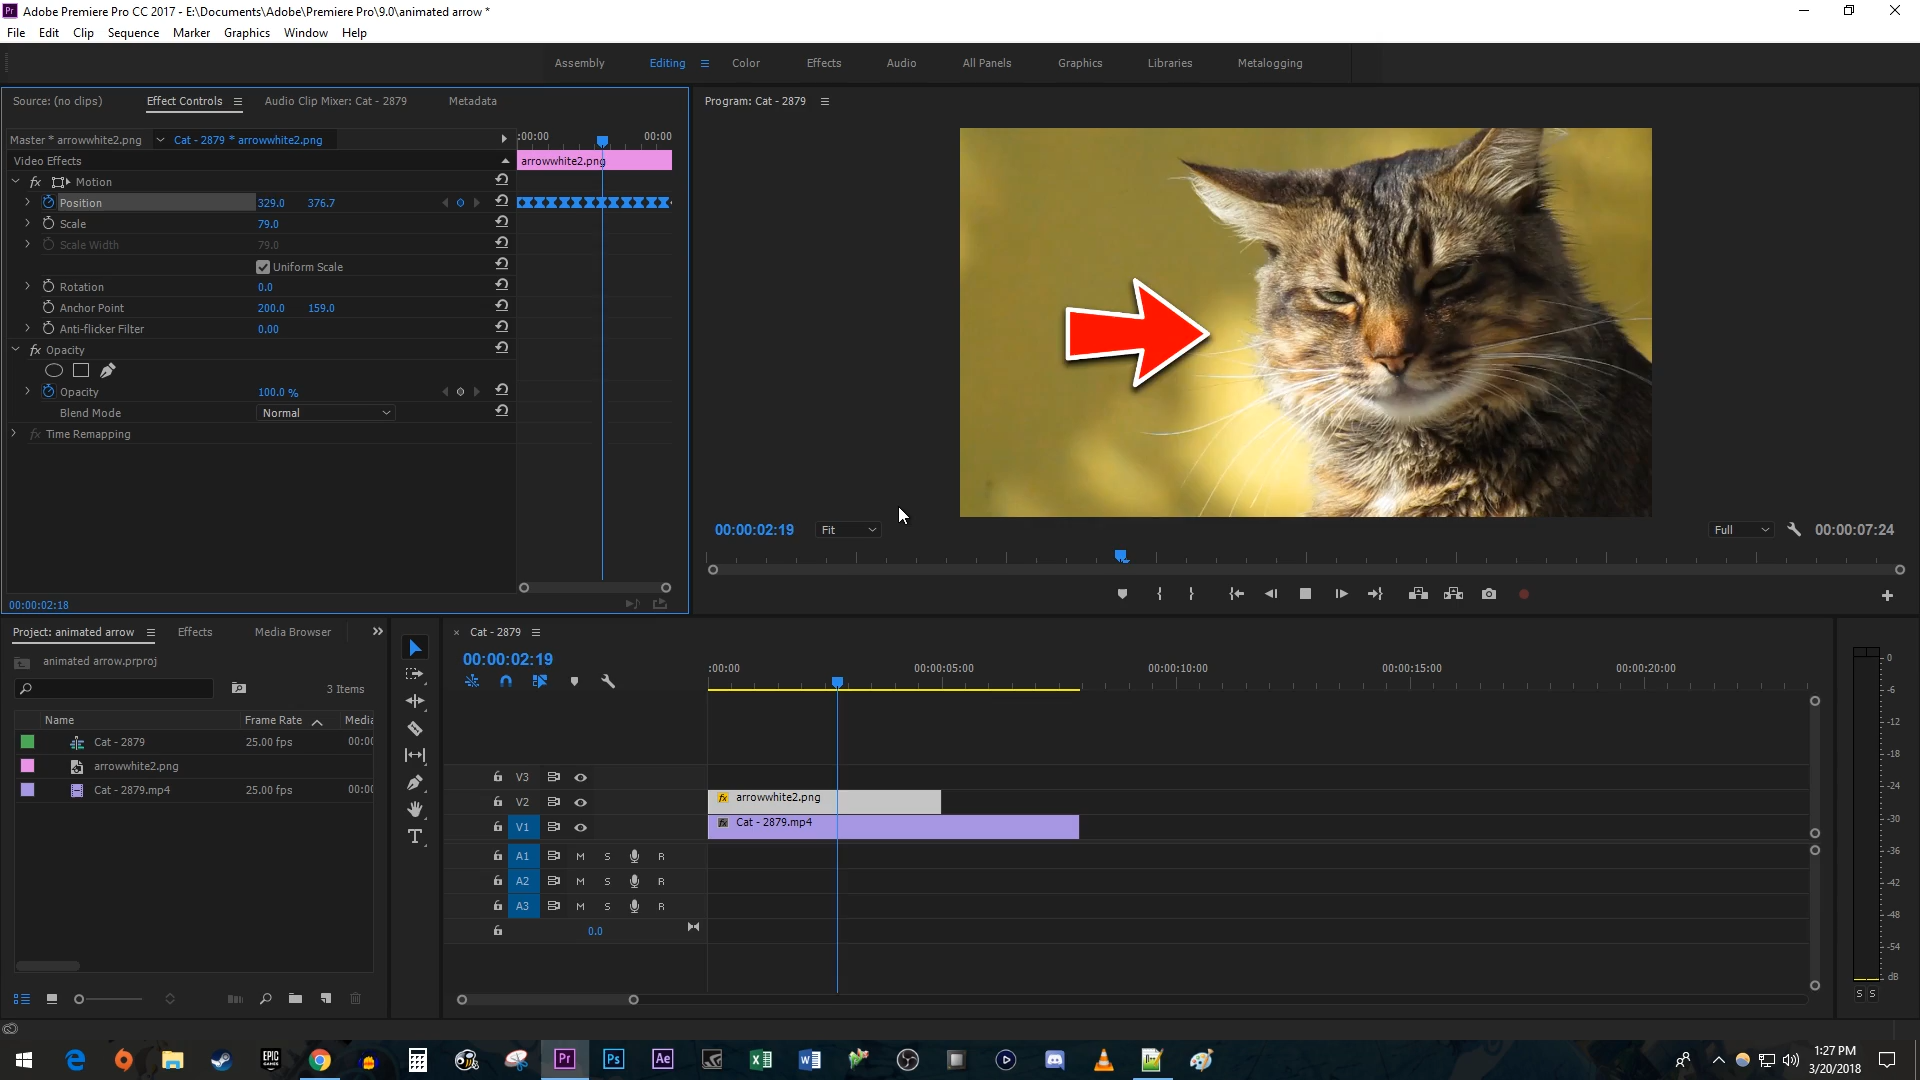 Pr Adobe Premiere Pro CC 2017 - E:\Documents\Adobe\Premiere Pro\9.0\animated arrow *
File Edit Clip Sequence Marker Graphics Window Help
Assembly Editing Color Effects Audio All Panels Graphics Libraries Metalogging
Source: (no clips) Effect Controls Audio Clip Mixer: Cat - 2879 Metadata
Program: Cat - 2879
Master * arrowwhite2.png Cat - 2879 * arrowwhite2.png
:00:00 00:00
Video Effects
arrowwhite2.png
fx Motion
Position 329.0 376.7
Scale 79.0
Scale Width 79.0
Uniform Scale
Rotation 0.0
Anchor Point 200.0 159.0
Anti-flicker Filter 0.00
fx Opacity
Opacity 100.0 %
Blend Mode Normal
fx Time Remapping
00:00:02:18
00:00:02:19 Fit Full 00:00:07:24
Project: animated arrow Effects Media Browser
animated arrow.prproj
3 Items
Name Frame Rate Media
Cat - 2879 25.00 fps 00:00
arrowwhite2.png
Cat - 2879.mp4 25.00 fps 00:00
T
× Cat - 2879
00:00:02:19
:00:00 00:00:05:00 00:00:10:00 00:00:15:00 00:00:20:00
V3
V2 fx arrowwhite2.png
V1 fx Cat - 2879.mp4
A1 M S R
A2 M S R
A3 M S R
0.0
0
-6
-12
-18
-24
-30
-36
-42
-48
-54
dB
S S
EPIC GAMES Pr Ps Ae
1:27 PM
3/20/2018